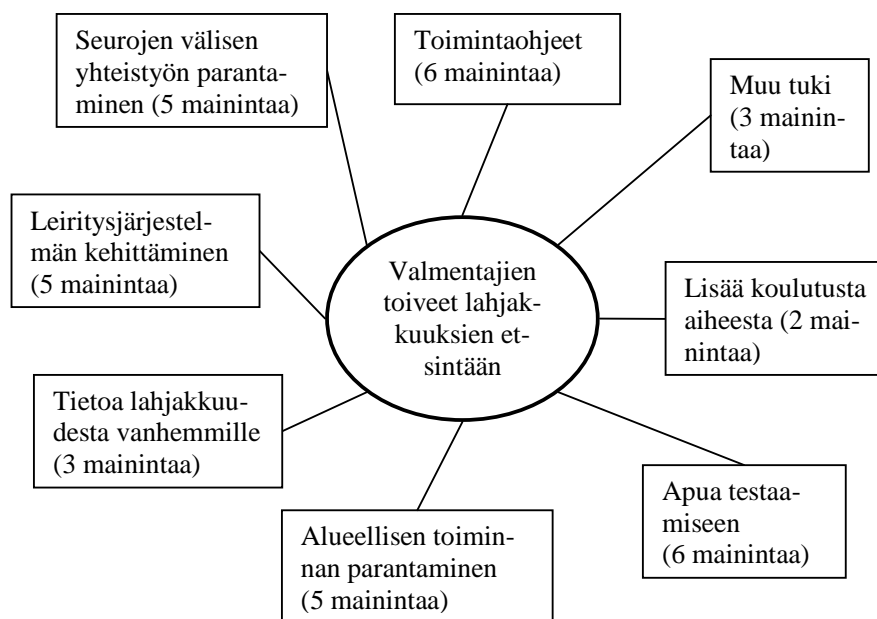 Seurojen välisen
yhteistyön paranta-
minen (5 mainintaa)
Toimintaohjeet
(6 mainintaa)
Muu tuki
(3 mainin-
taa)
Leiritysjärjestel-
män kehittäminen
(5 mainintaa)
Valmentajien
toiveet lahjak-
kuuksien et-
sintään
Lisää koulutusta
aiheesta (2 mai-
nintaa)
Tietoa lahjakkuu-
desta vanhemmille
(3 mainintaa)
Alueellisen toimin-
nan parantaminen
(5 mainintaa)
Apua testaa-
miseen
(6 mainintaa)